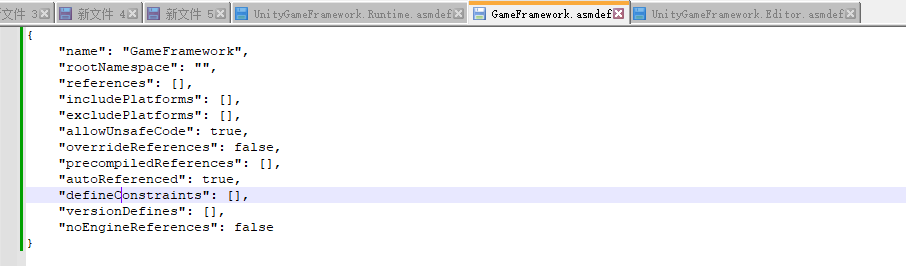 新文件 3 新文件 4 新文件 5 UnityGameFramework.Runtime.asmdef GameFramework.asmdef UnityGameFramework.Editor.asmdef
{
"name": "GameFramework",
"rootNamespace": "",
"references": [],
"includePlatforms": [],
"excludePlatforms": [],
"allowUnsafeCode": true,
"overrideReferences": false,
"precompiledReferences": [],
"autoReferenced": true,
"defineConstraints": [],
"versionDefines": [],
"noEngineReferences": false
}